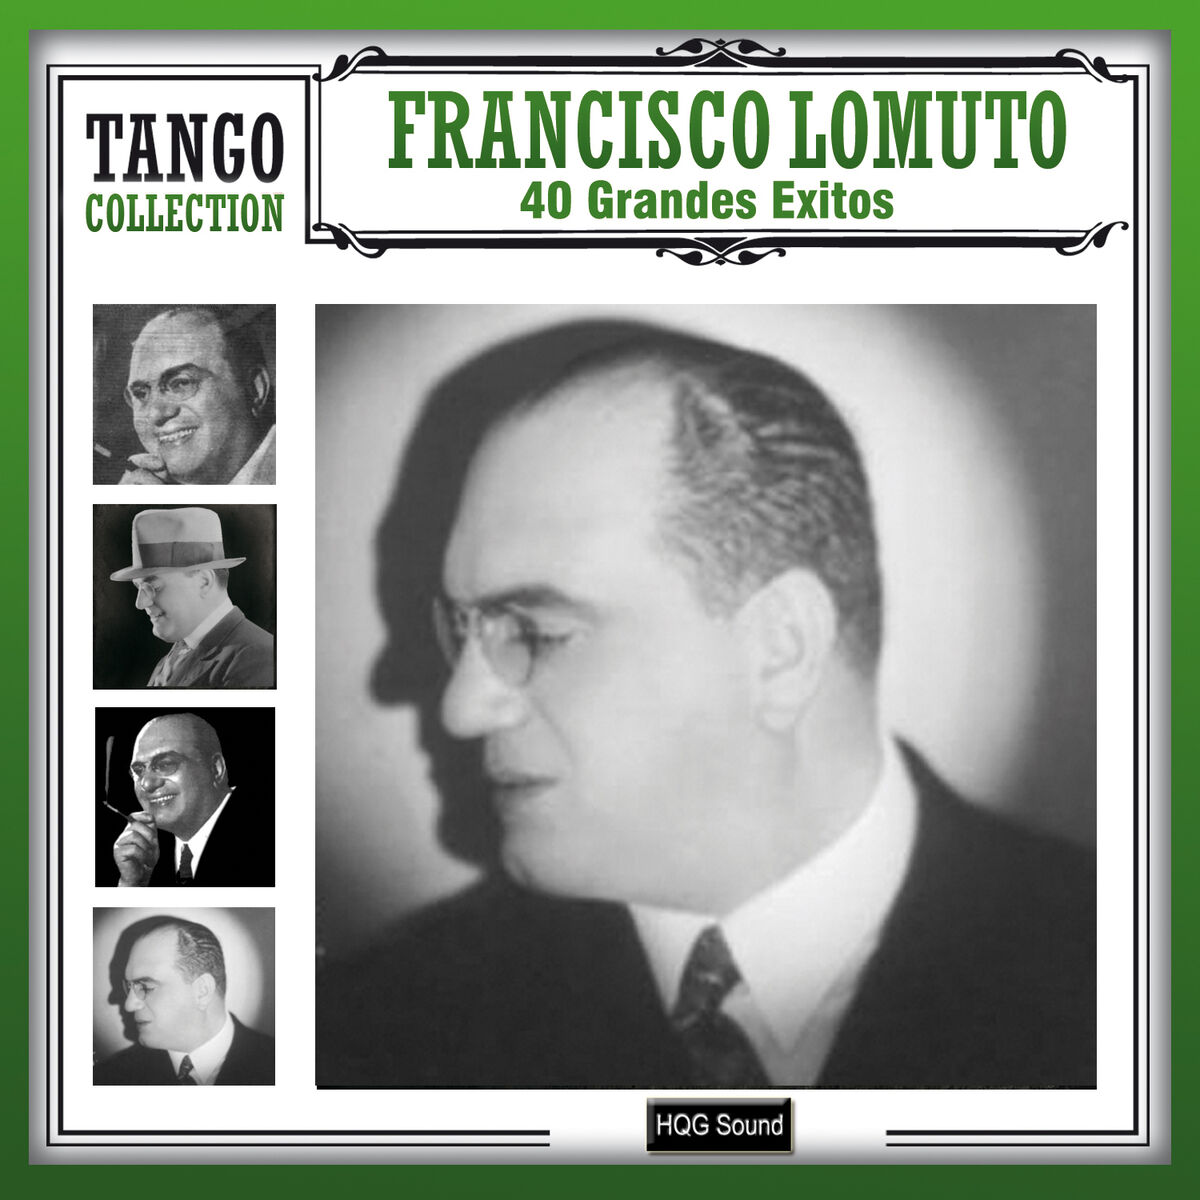 TANGO
COLLECTION
FRANCISCO LOMUTO
40 Grandes Exitos
HQG Sound